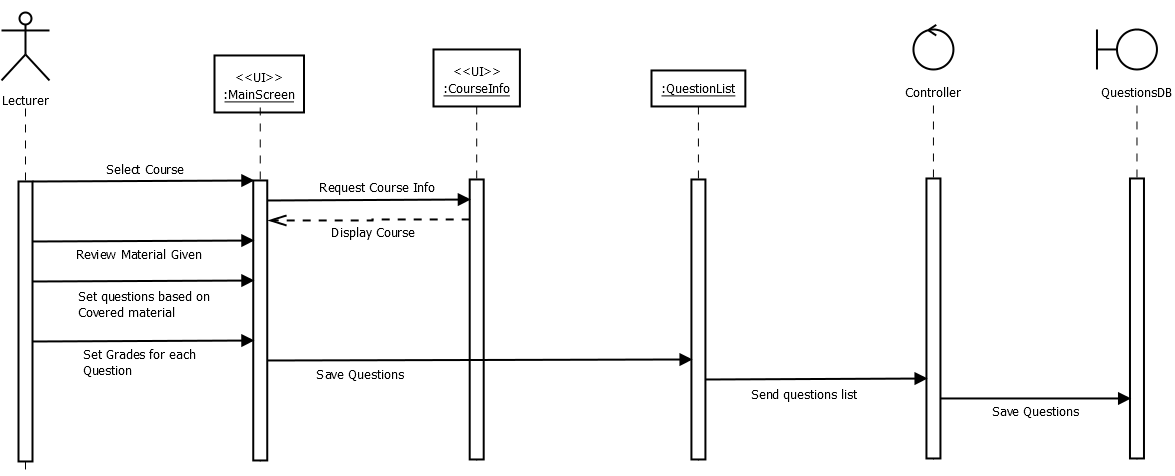 <<UI>>
:MainScreen
<<UI>>
:CourseInfo
:QuestionList
Controller
QuestionsDB
Lecturer
Select Course
Request Course Info
Display Course
Review Material Given
Set questions based on
Covered material
Set Grades for each
Question
Save Questions
Send questions list
Save Questions